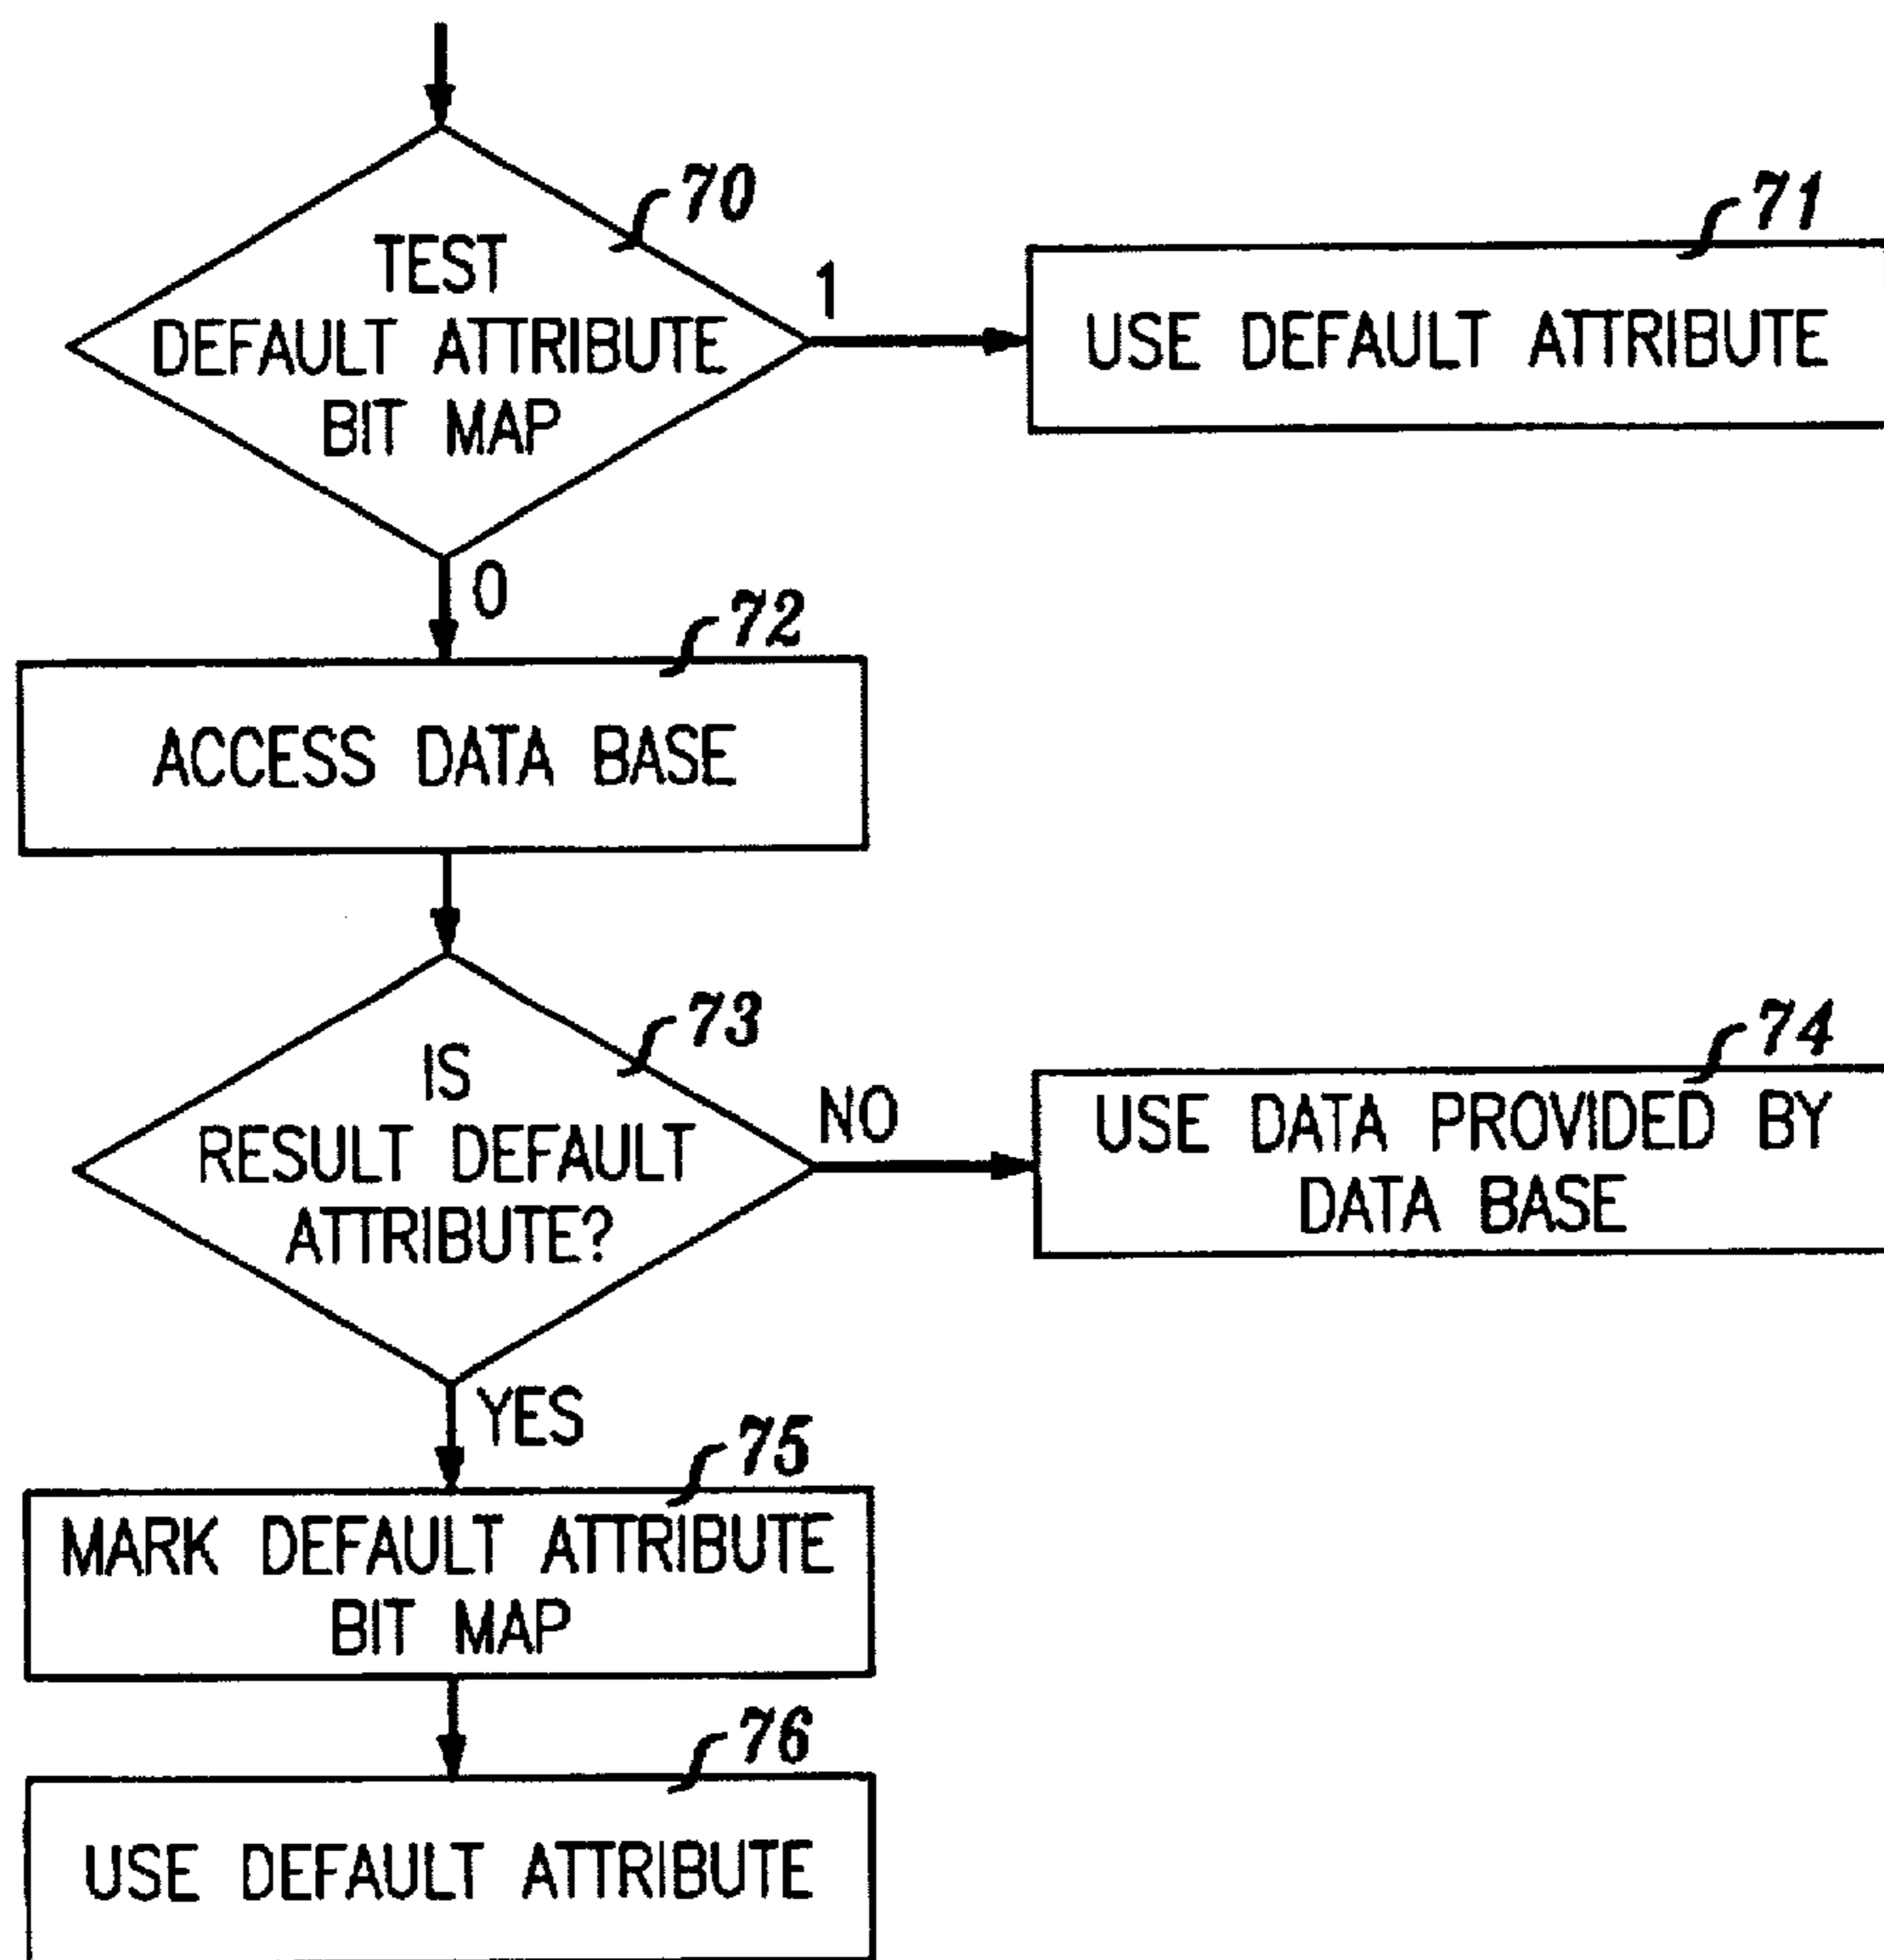 70
TEST
DEFAULT ATTRIBUTE
BIT MAP
1
71
USE DEFAULT ATTRIBUTE
0
72
ACCESS DATA BASE
73
IS
RESULT DEFAULT
ATTRIBUTE?
NO
74
USE DATA PROVIDED BY
DATA BASE
YES
75
MARK DEFAULT ATTRIBUTE
BIT MAP
76
USE DEFAULT ATTRIBUTE